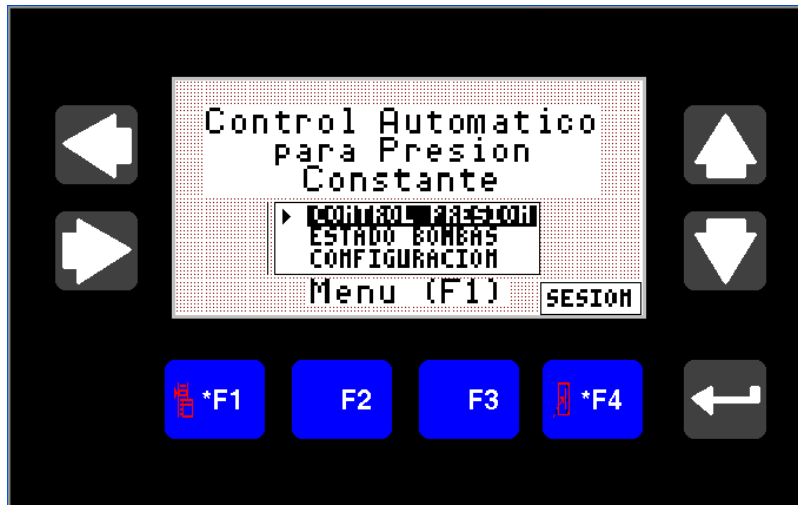 Control Automatico
para Presion
Constante
CONTROL PRESION
ESTADO BOMBAS
CONFIGURACION
Menu (F1)
SESION
*F1
F2
F3
*F4